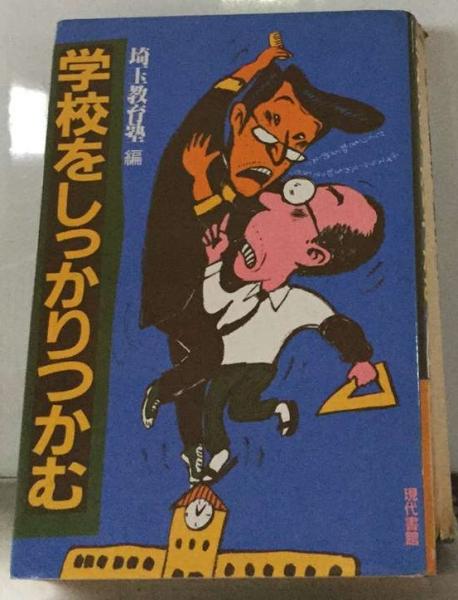 学校をしっかりつかむ
埼玉教育塾 編
現代書館